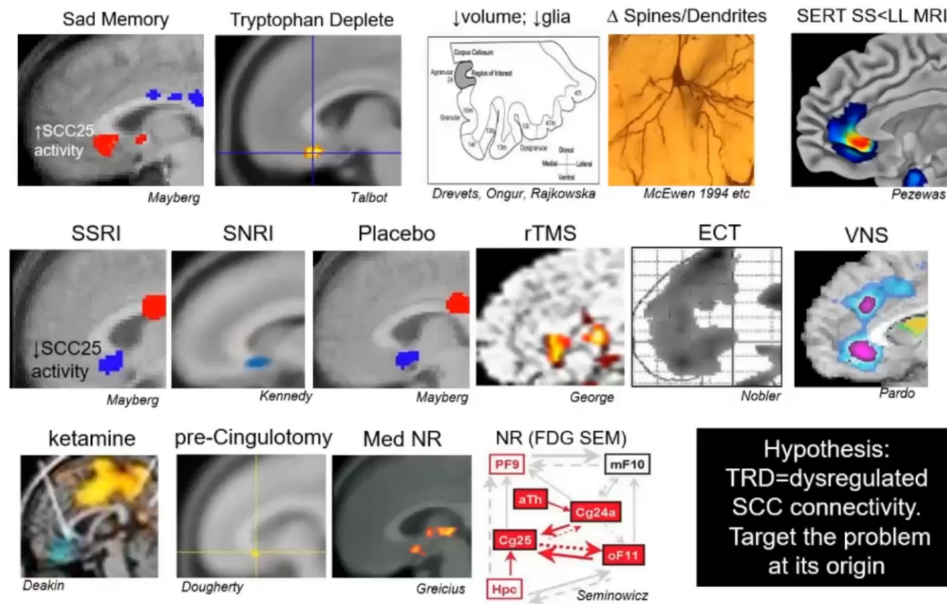 Sad Memory
Tryptophan Deplete
↓volume; ↓glia
Δ Spines/Dendrites
SERT SS<LL MRI
↑SCC25
activity
Corpus Callosum
Agranular
24
Region of Interest
Granular
Dysgranular
Dorsal
Medial
Lateral
Ventral
Mayberg
Talbot
Drevets, Ongur, Rajkowska
McEwen 1994 etc
Pezewas
SSRI
SNRI
Placebo
rTMS
ECT
VNS
↓SCC25
activity
Mayberg
Kennedy
Mayberg
George
Nobler
Pardo
ketamine
pre-Cingulotomy
Med NR
NR (FDG SEM)
PF9
mF10
aTh
Cg24a
Cg25
oF11
Hpc
Deakin
Dougherty
Greicius
Seminowicz
Hypothesis:
TRD=dysregulated
SCC connectivity.
Target the problem
at its origin